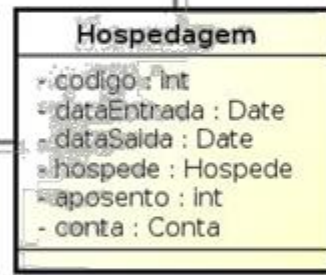 Hospedagem
- codigo : int
- dataEntrada : Date
- dataSaida : Date
- hospede : Hospede
- aposento : int
- conta : Conta